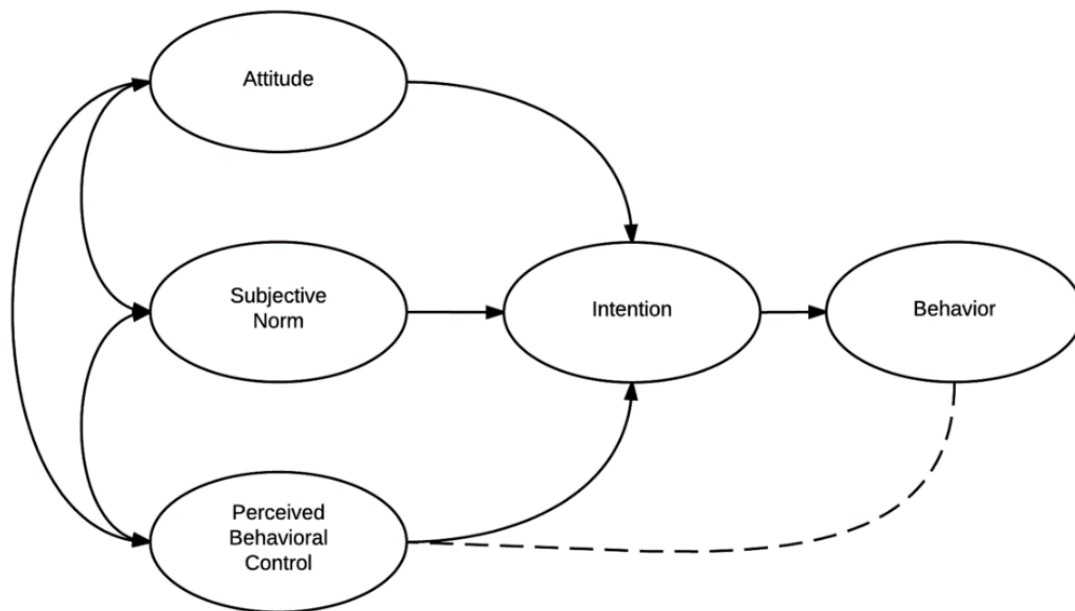 Attitude
Subjective
Norm
Intention
Behavior
Perceived
Behavioral
Control